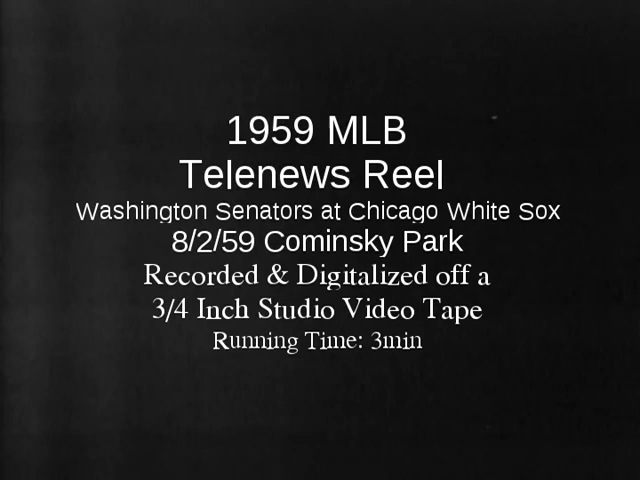 1959 MLB
Telenews Reel
Washington Senators at Chicago White Sox
8/2/59 Cominsky Park
Recorded & Digitalized off a
3/4 Inch Studio Video Tape
Running Time: 3min